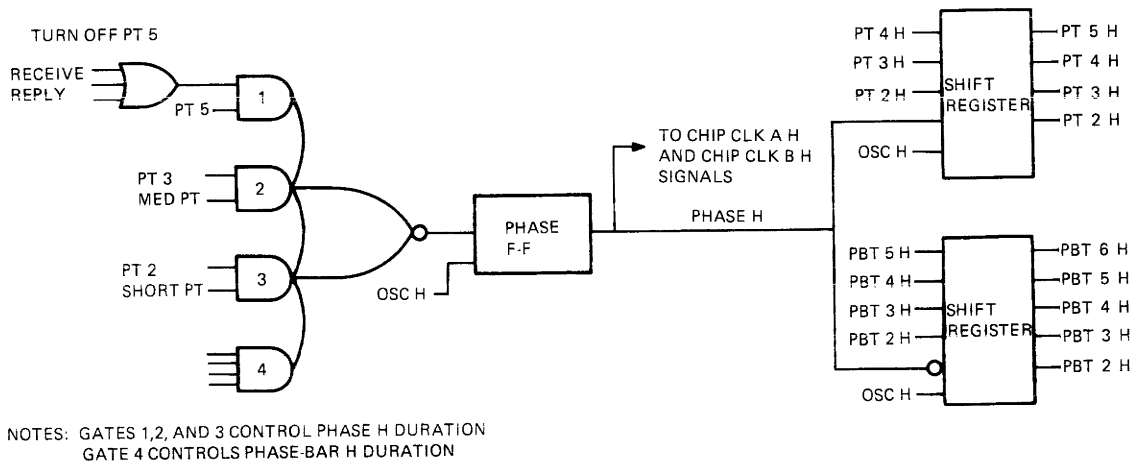 TURN OFF PT 5
RECEIVE
REPLY
1
PT 5
PT 3
MED PT
2
PT 2
SHORT PT
3
4
OSC H
PHASE
F-F
TO CHIP CLK A H
AND CHIP CLK B H
SIGNALS
PHASE H
PT 4 H
PT 3 H
PT 2 H
OSC H
SHIFT
REGISTER
PT 5 H
PT 4 H
PT 3 H
PT 2 H
PBT 5 H
PBT 4 H
PBT 3 H
PBT 2 H
OSC H
SHIFT
REGISTER
PBT 6 H
PBT 5 H
PBT 4 H
PBT 3 H
PBT 2 H
NOTES: GATES 1,2, AND 3 CONTROL PHASE H DURATION
GATE 4 CONTROLS PHASE-BAR H DURATION